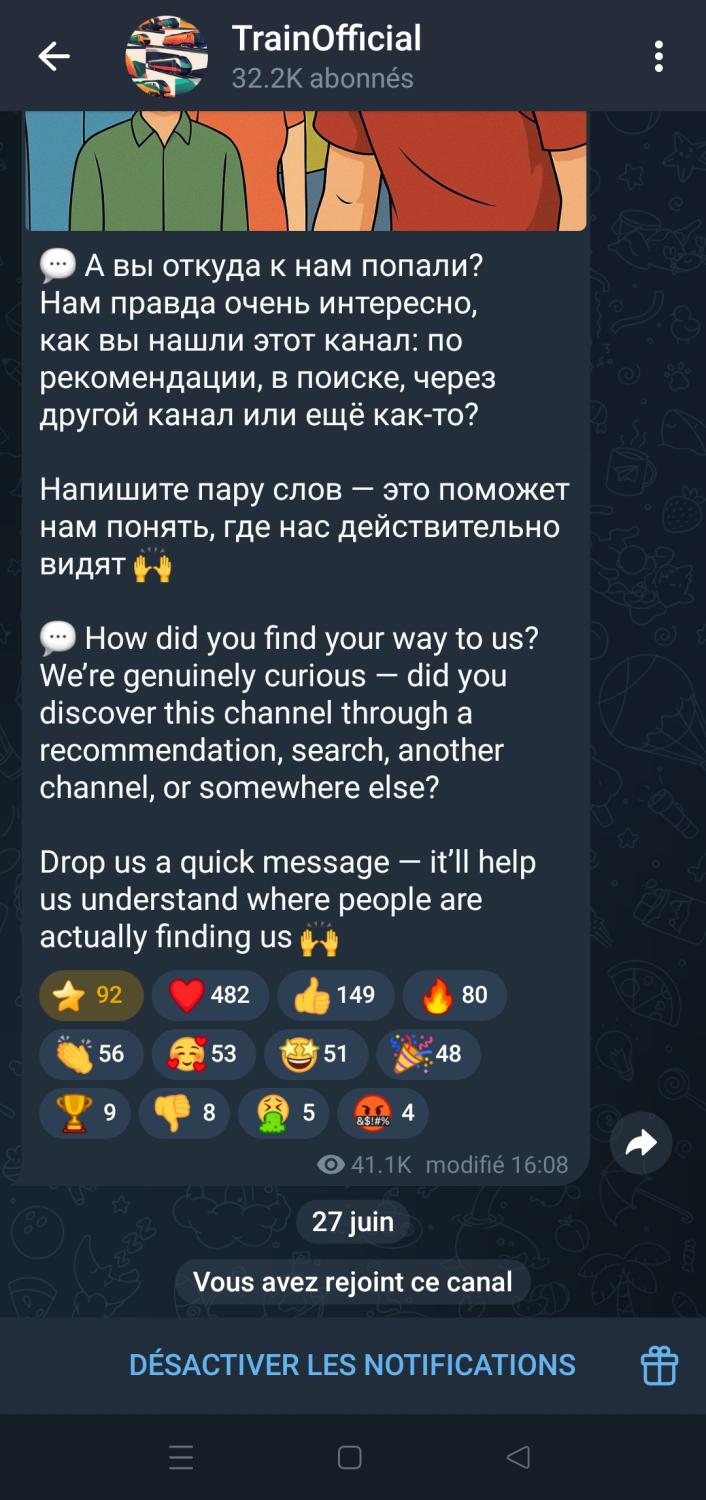 TrainOfficial
32.2K abonnés
💬 А вы откуда к нам попали?
Нам правда очень интересно,
как вы нашли этот канал: по
рекомендации, в поиске, через
другой канал или ещё как-то?
Напишите пару слов — это поможет
нам понять, где нас действительно
видят 🙌
💬 How did you find your way to us?
We’re genuinely curious — did you
discover this channel through a
recommendation, search, another
channel, or somewhere else?
Drop us a quick message — it’ll help
us understand where people are
actually finding us 🙌
⭐ 92 ❤️ 482 👍 149 🔥 80
👏 56 🥰 53 🤩 51 🎉 48
🏆 9 👎 8 🤮 5 🤬 4
41.1K modifié 16:08
27 juin
Vous avez rejoint ce canal
DÉSACTIVER LES NOTIFICATIONS